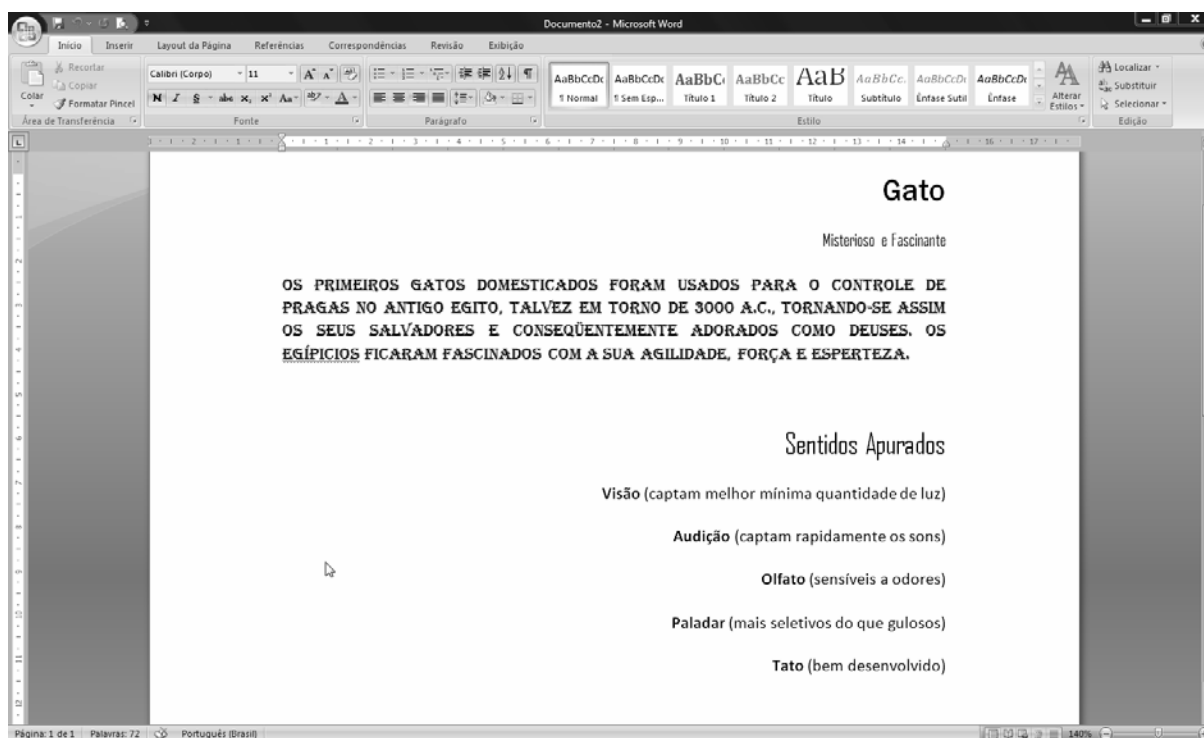 Documento2 - Microsoft Word
Início Inserir Layout da Página Referências Correspondências Revisão Exibição
Colar
Recortar
Copiar
Formatar Pincel
Área de Transferência
Calibri (Corpo) 11
N I S abc x₂ x² Aa
Fonte
Parágrafo
AaBbCcDc AaBbCcDc AaBbC AaBbCc AaB AaBbCc. AaBbCcDt AaBbCcDt
¶ Normal ¶ Sem Esp... Título 1 Título 2 Título Subtítulo Ênfase Sutil Ênfase
Alterar
Estilos
Estilo
Localizar
Substituir
Selecionar
Edição
Gato
Misterioso e Fascinante
OS PRIMEIROS GATOS DOMESTICADOS FORAM USADOS PARA O CONTROLE DE
PRAGAS NO ANTIGO EGITO, TALVEZ EM TORNO DE 3000 A.C., TORNANDO-SE ASSIM
OS SEUS SALVADORES E CONSEQÜENTEMENTE ADORADOS COMO DEUSES. OS
EGÍPICIOS FICARAM FASCINADOS COM A SUA AGILIDADE, FORÇA E ESPERTEZA.
Sentidos Apurados
Visão (captam melhor mínima quantidade de luz)
Audição (captam rapidamente os sons)
Olfato (sensíveis a odores)
Paladar (mais seletivos do que gulosos)
Tato (bem desenvolvido)
Página: 1 de 1 Palavras: 72 Português (Brasil) 140%